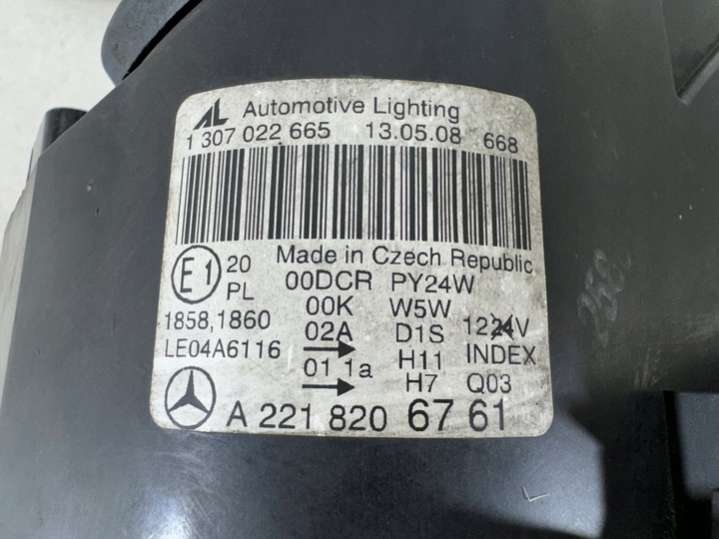 AL Automotive Lighting
1 307 022 665 13.05.08 668
Made in Czech Republic
E1 20 00DCR PY24W
PL 00K W5W
1858,1860 02A D1S 1224V
LE04A6116 → H11 INDEX
01 1a H7 Q03
→
A 221 820 67 61